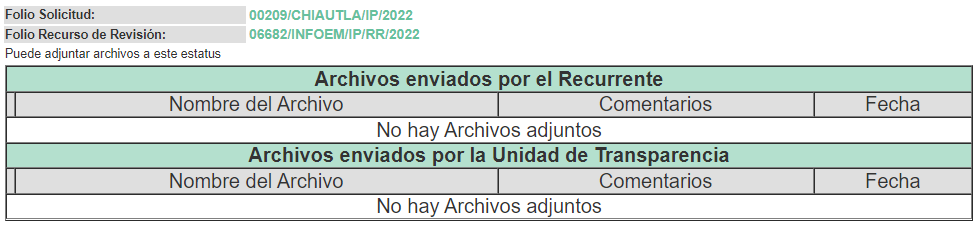 Folio Solicitud: 00209/CHIAUTLA/IP/2022
Folio Recurso de Revisión: 06682/INFOEM/IP/RR/2022
Puede adjuntar archivos a este estatus
Archivos enviados por el Recurrente
Nombre del Archivo Comentarios Fecha
No hay Archivos adjuntos
Archivos enviados por la Unidad de Transparencia
Nombre del Archivo Comentarios Fecha
No hay Archivos adjuntos